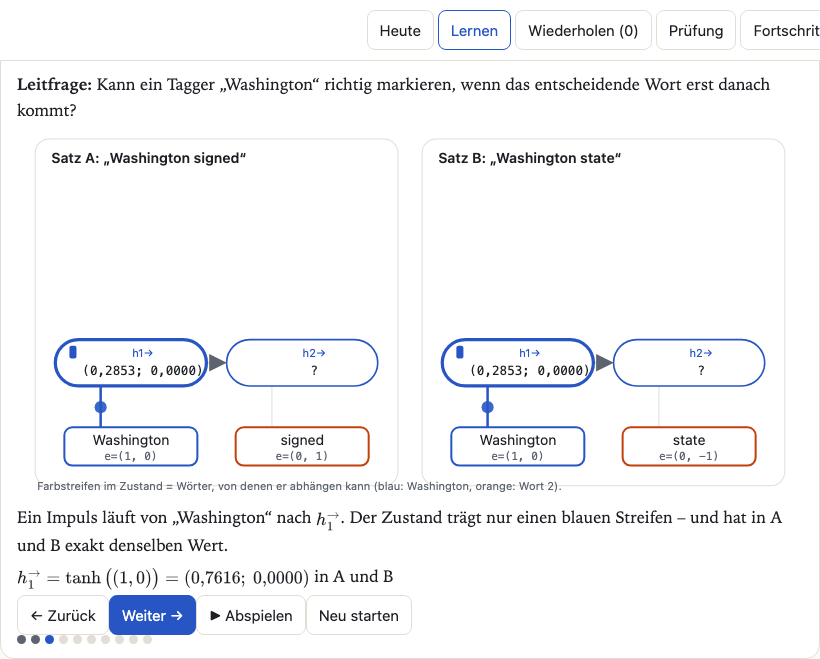 Heute Lernen Wiederholen (0) Prüfung Fortschrit
Leitfrage: Kann ein Tagger „Washington“ richtig markieren, wenn das entscheidende Wort erst danach
kommt?
Satz A: „Washington signed“
h1→ h2→
(0,2853; 0,0000) ?
Washington signed
e=(1, 0) e=(0, 1)
Satz B: „Washington state“
h1→ h2→
(0,2853; 0,0000) ?
Washington state
e=(1, 0) e=(0, −1)
Farbstreifen im Zustand = Wörter, von denen er abhängen kann (blau: Washington, orange: Wort 2).
Ein Impuls läuft von „Washington“ nach h₁→. Der Zustand trägt nur einen blauen Streifen – und hat in A
und B exakt denselben Wert.
h₁→ = tanh ((1, 0)) = (0,7616; 0,0000) in A und B
← Zurück Weiter → ▶ Abspielen Neu starten